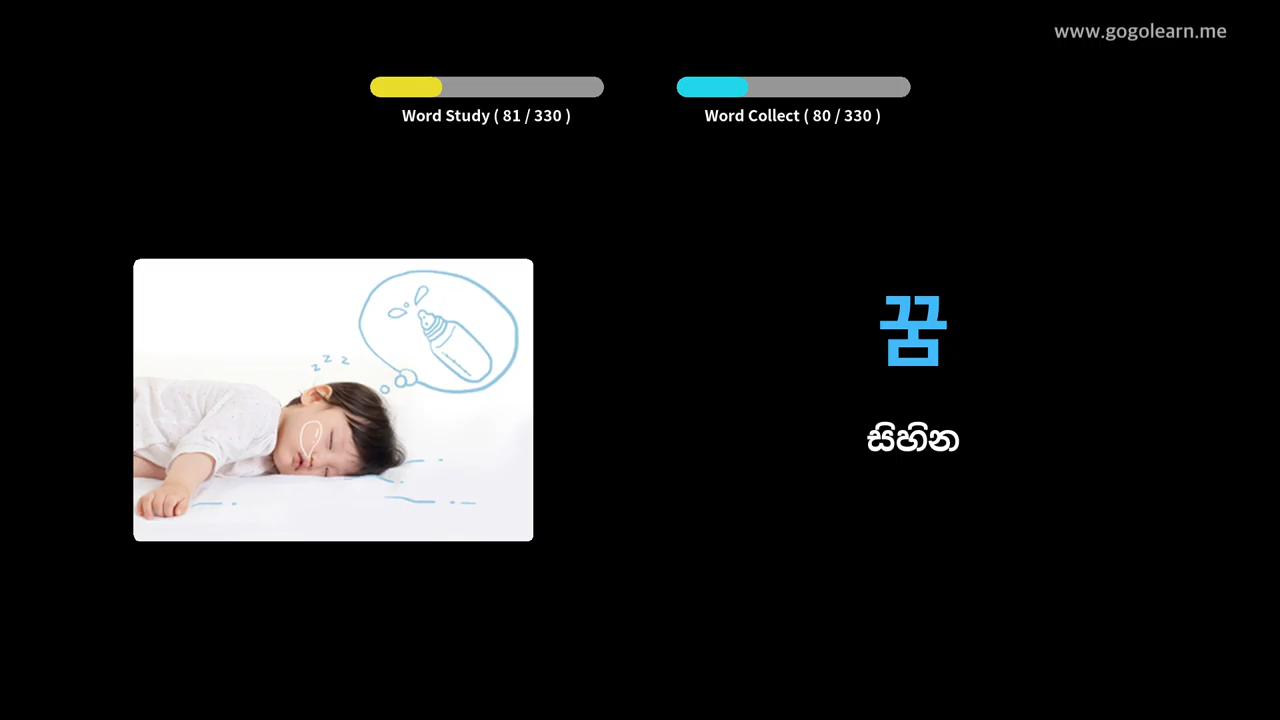 www.gogolearn.me
Word Study ( 81 / 330 )
Word Collect ( 80 / 330 )
z z z
꿈
සිහින